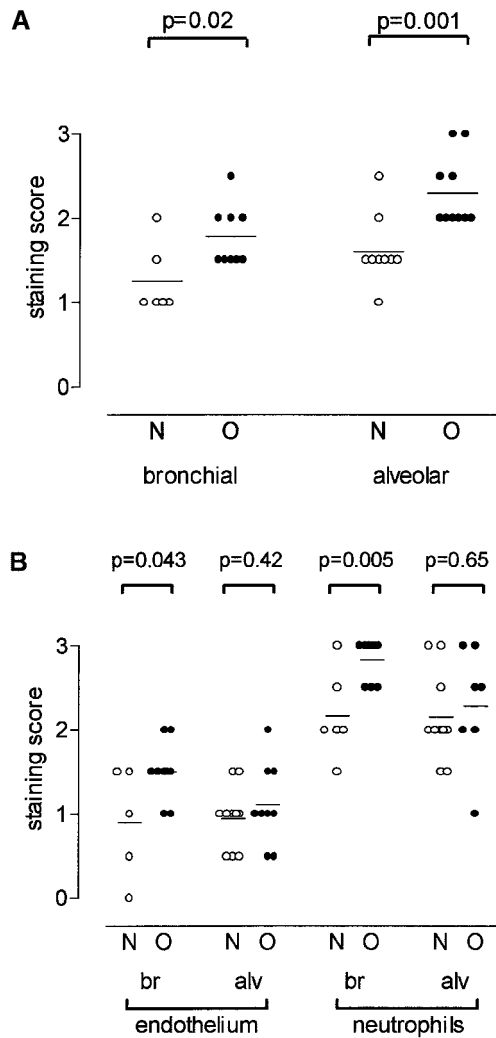 A
p=0.02 p=0.001
3
2
1
0
staining score
N O N O
bronchial alveolar
B
p=0.043 p=0.42 p=0.005 p=0.65
3
2
1
0
staining score
N O N O N O N O
br alv br alv
endothelium neutrophils